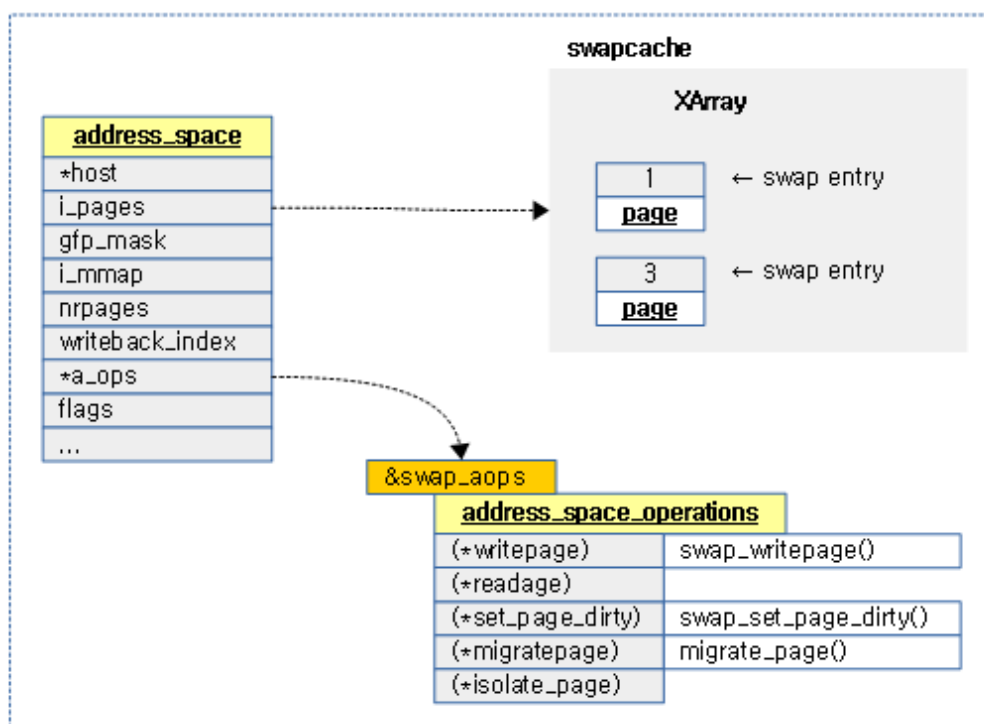 swapcache
XArray
address_space
*host
1 ← swap entry
i_pages
page
gfp_mask
i_mmap
3 ← swap entry
nrpages
page
writeback_index
*a_ops
flags
...
&swap_aops
address_space_operations
(*writepage) swap_writepage()
(*readage)
(*set_page_dirty) swap_set_page_dirty()
(*migratepage) migrate_page()
(*isolate_page)